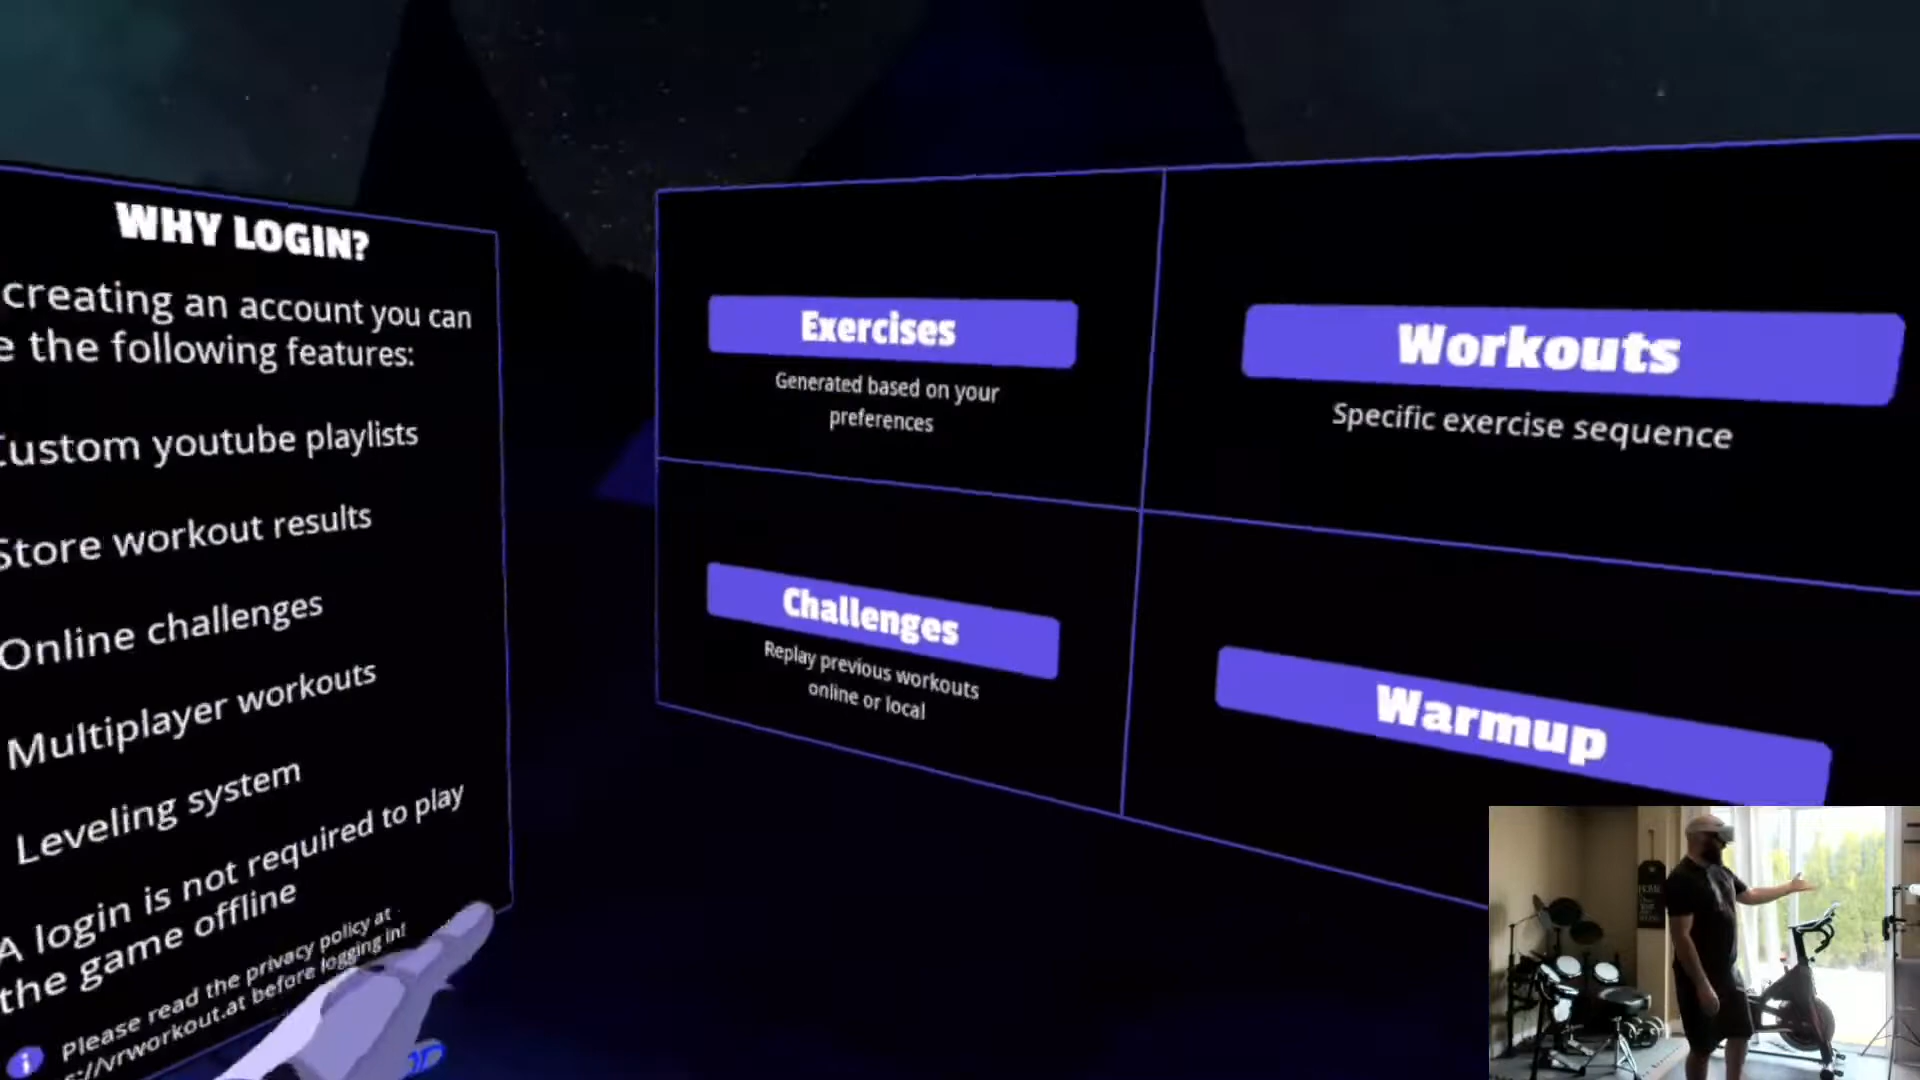 WHY LOGIN?
creating an account you can
the following features:
Custom youtube playlists
Store workout results
Online challenges
Multiplayer workouts
Leveling system
A login is not required to play
the game offline
Please read the privacy policy at
s://vrworkout.at before logging in!
Exercises
Generated based on your
preferences
Workouts
Specific exercise sequence
Challenges
Replay previous workouts
online or local
Warmup
HOME